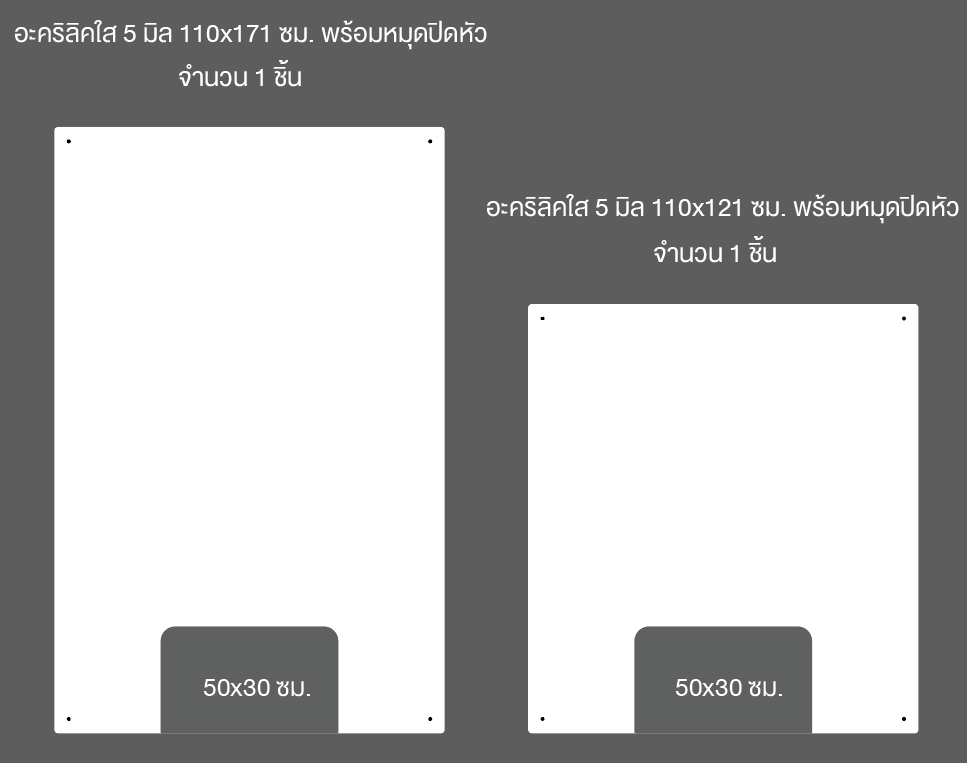 อะคริลิคใส 5 มิล 110x171 ซม. พร้อมหมุดปิดหัว
จำนวน 1 ชิ้น
อะคริลิคใส 5 มิล 110x121 ซม. พร้อมหมุดปิดหัว
จำนวน 1 ชิ้น
50x30 ซม.
50x30 ซม.